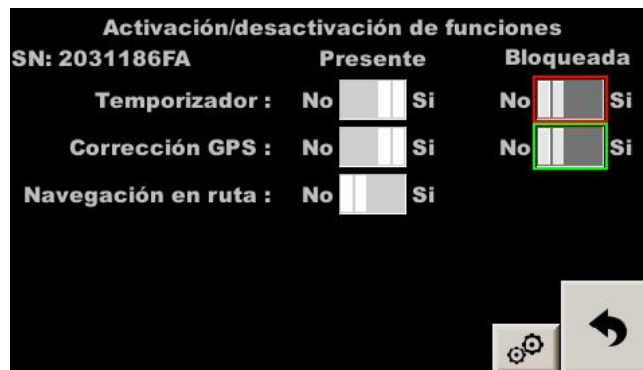 Activación/desactivación de funciones
SN: 2031186FA Presente Bloqueada
Temporizador : No Si No Si
Corrección GPS : No Si No Si
Navegación en ruta : No Si